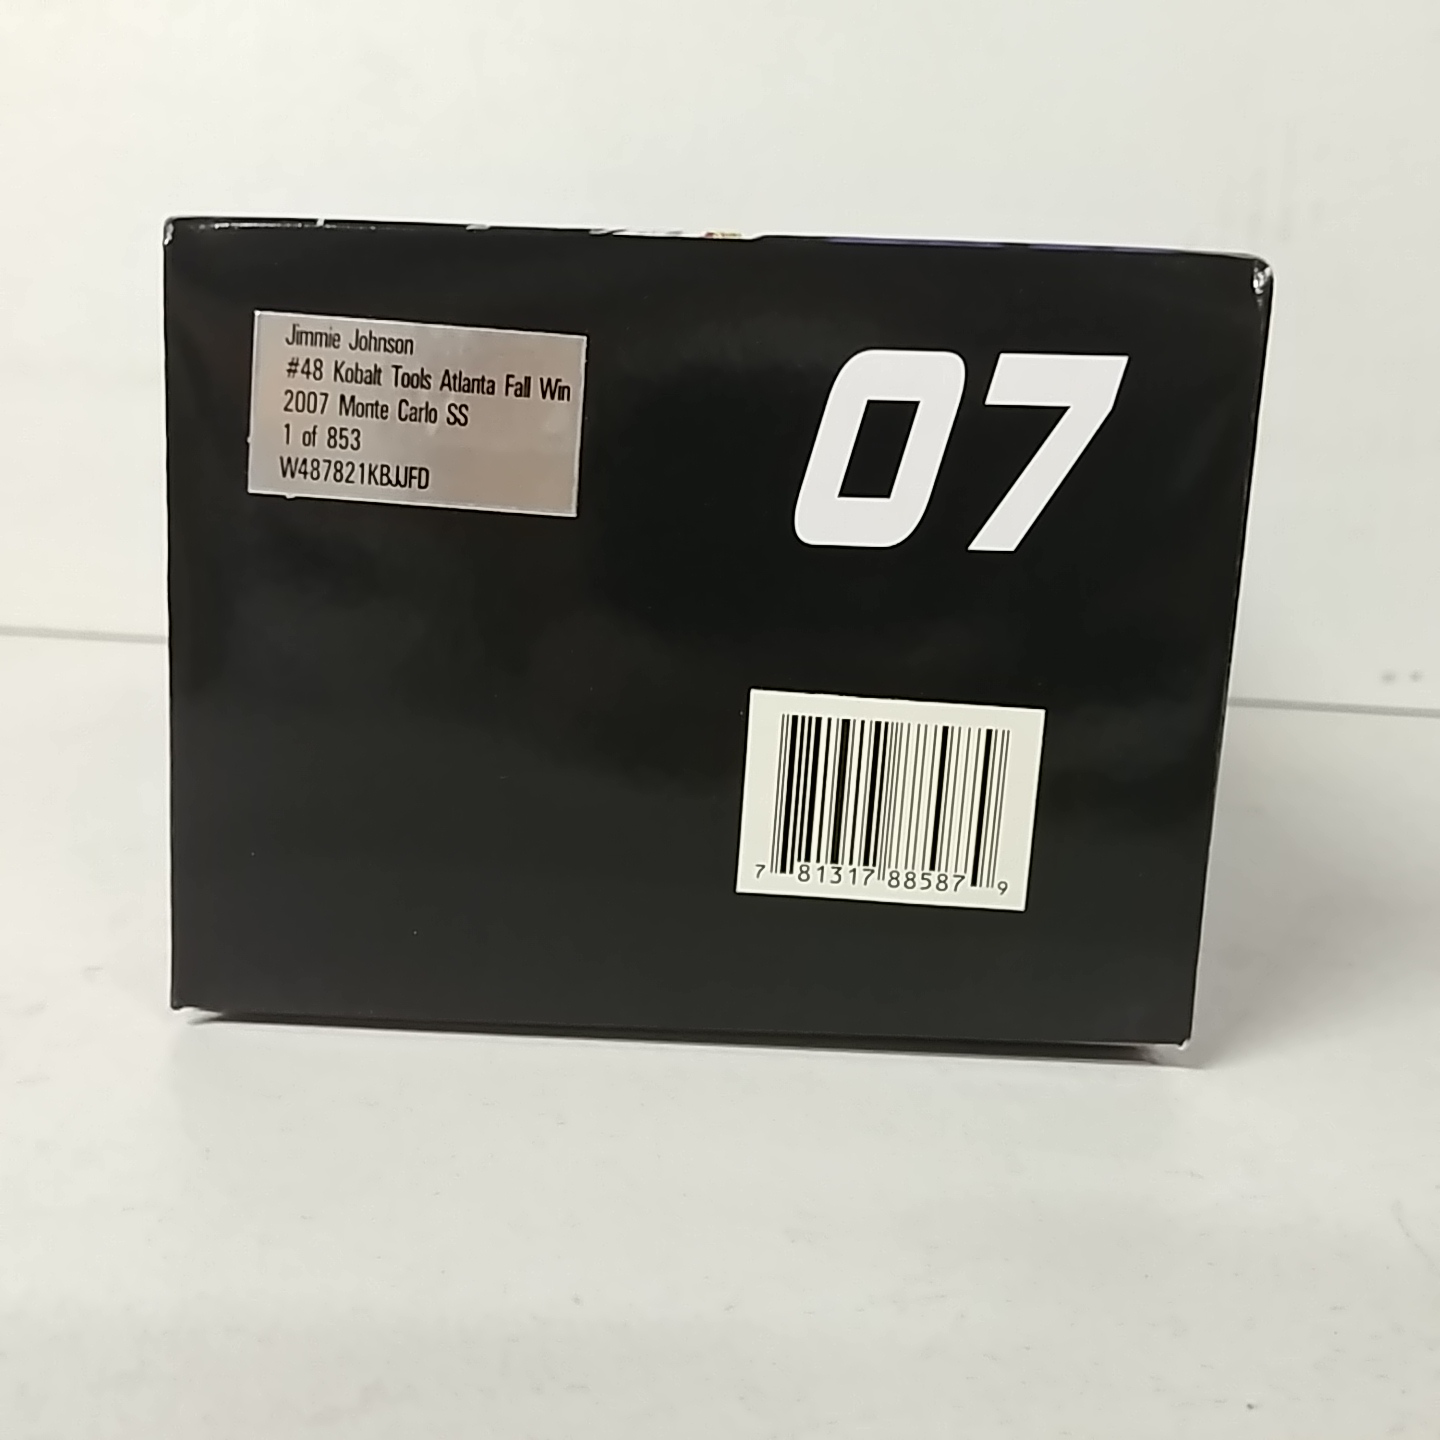 Jimmie Johnson
#48 Kobalt Tools Atlanta Fall Win
2007 Monte Carlo SS
1 of 853
W487821KBJJFD
07
7 81317 88587 9